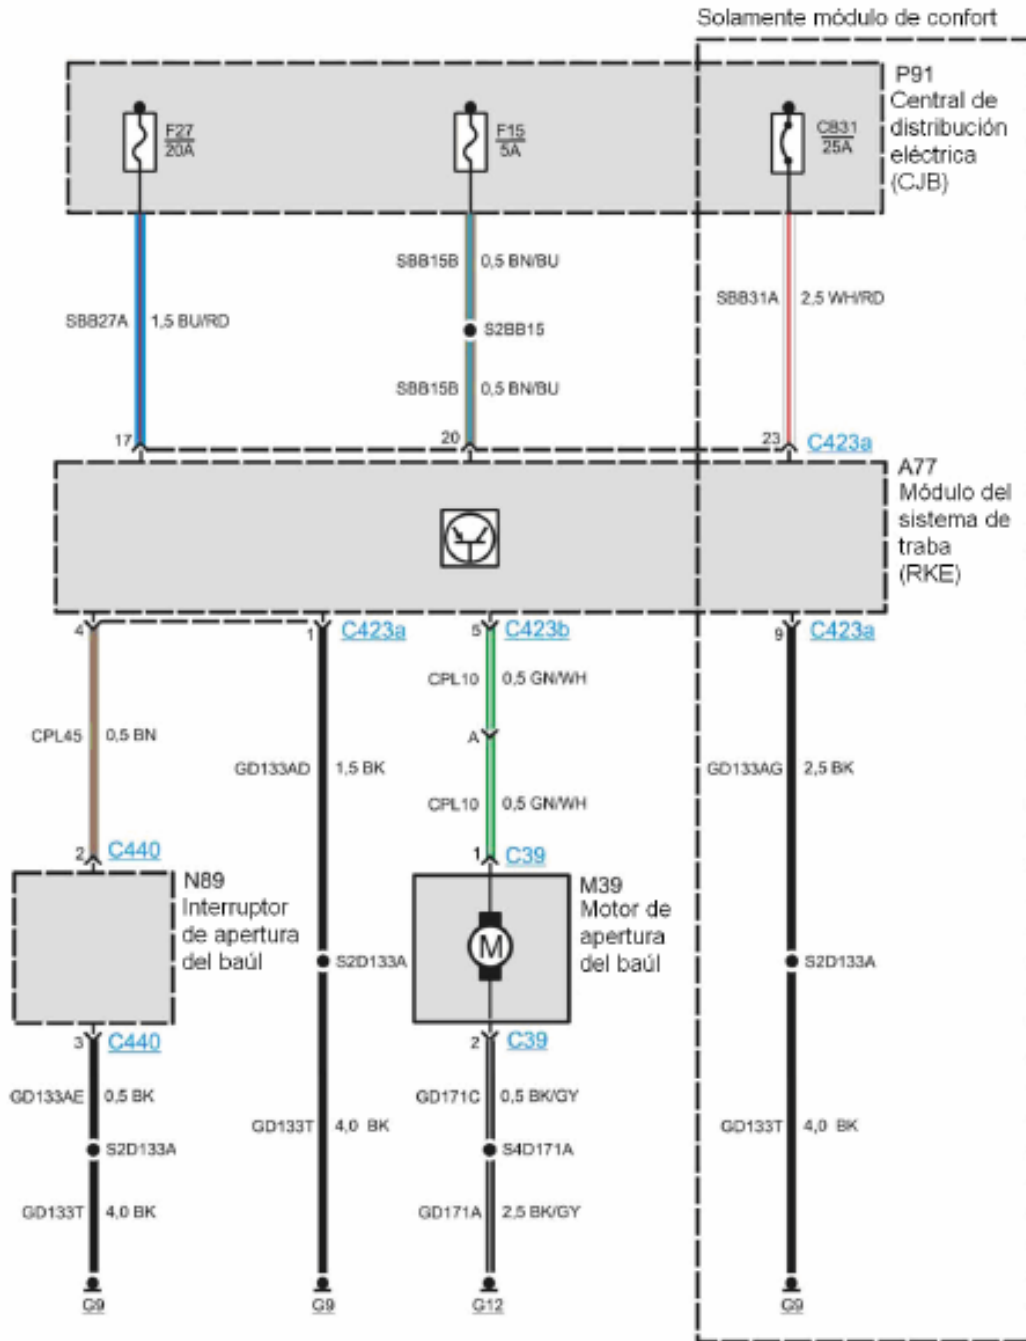 Solamente módulo de confort
P91
Central de
distribución
eléctrica
(CJB)
F27
20A
F15
5A
CB31
25A
SBB15B 0,5 BN/BU
SBB27A 1,5 BU/RD
SBB31A 2,5 WH/RD
S2BB15
SBB15B 0,5 BN/BU
17
20
23 C423a
A77
Módulo del
sistema de
traba
(RKE)
4
1 C423a
5 C423b
9 C423a
CPL10 0,5 GN/WH
CPL45 0,5 BN
A
GD133AD 1,5 BK
GD133AG 2,5 BK
CPL10 0,5 GN/WH
2 C440
1 C39
N89
Interruptor
de apertura
del baúl
M39
Motor de
apertura
del baúl
M
S2D133A
S2D133A
3 C440
2 C39
GD133AE 0,5 BK
GD171C 0,5 BK/GY
GD133T 4,0 BK
GD133T 4,0 BK
S2D133A
S4D171A
GD133T 4,0 BK
GD171A 2,5 BK/GY
G9
G9
G12
G9